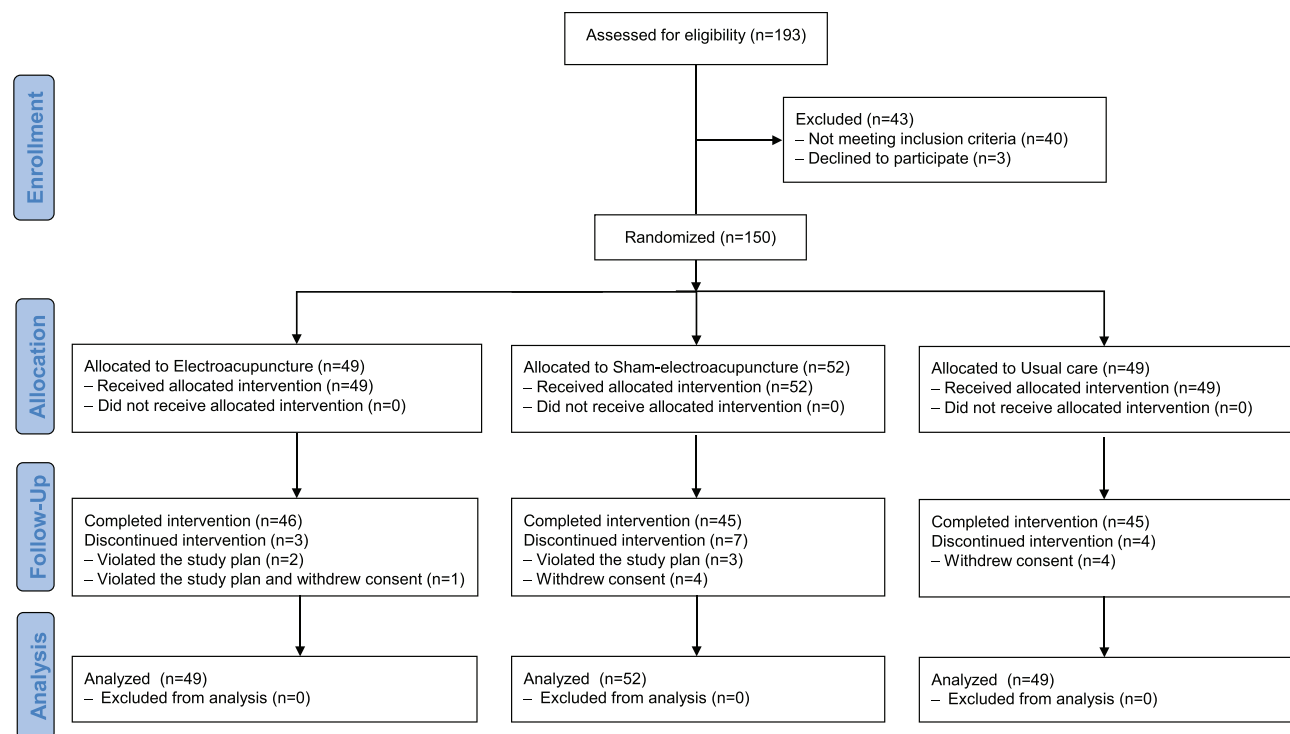 Assessed for eligibility (n=193)
Enrollment
Excluded (n=43)
– Not meeting inclusion criteria (n=40)
– Declined to participate (n=3)
Randomized (n=150)
Allocation
Allocated to Electroacupuncture (n=49)
– Received allocated intervention (n=49)
– Did not receive allocated intervention (n=0)
Allocated to Sham-electroacupuncture (n=52)
– Received allocated intervention (n=52)
– Did not receive allocated intervention (n=0)
Allocated to Usual care (n=49)
– Received allocated intervention (n=49)
– Did not receive allocated intervention (n=0)
Follow-Up
Completed intervention (n=46)
Discontinued intervention (n=3)
– Violated the study plan (n=2)
– Violated the study plan and withdrew consent (n=1)
Completed intervention (n=45)
Discontinued intervention (n=7)
– Violated the study plan (n=3)
– Withdrew consent (n=4)
Completed intervention (n=45)
Discontinued intervention (n=4)
– Withdrew consent (n=4)
Analysis
Analyzed (n=49)
– Excluded from analysis (n=0)
Analyzed (n=52)
– Excluded from analysis (n=0)
Analyzed (n=49)
– Excluded from analysis (n=0)